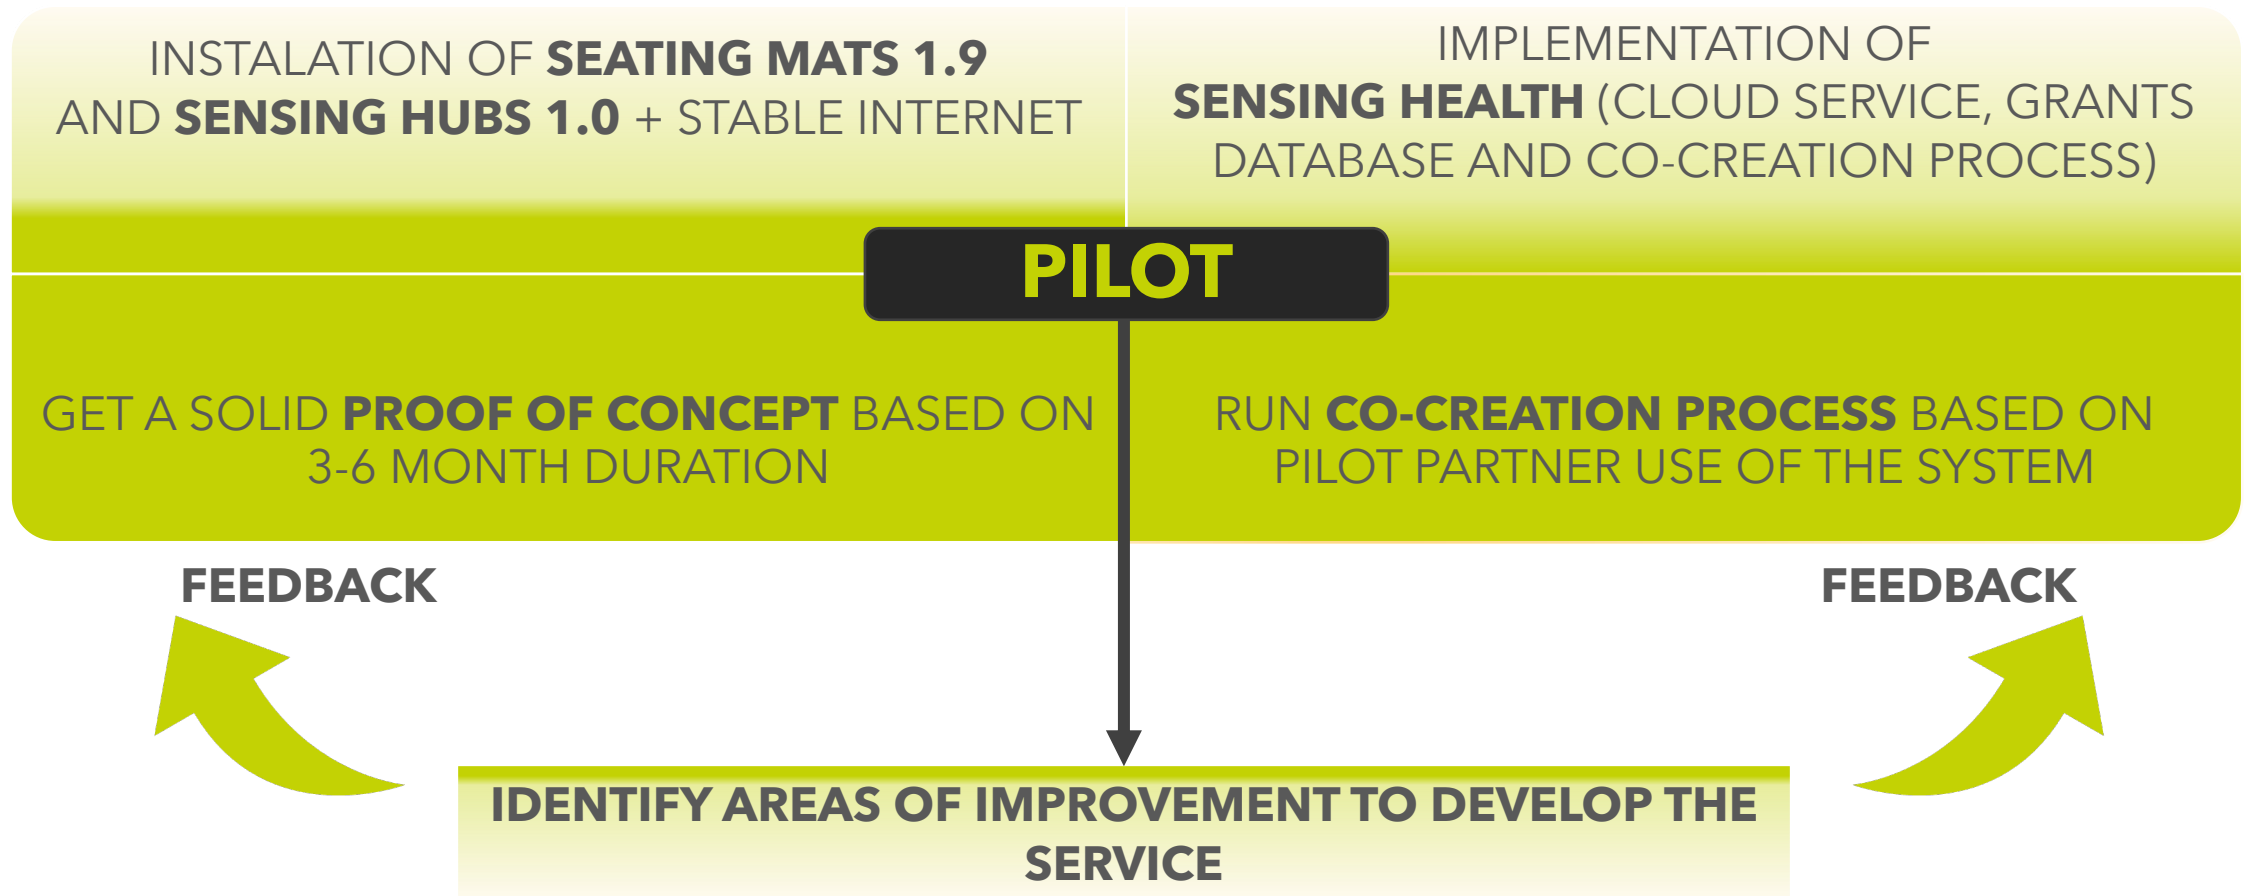 INSTALATION OF SEATING MATS 1.9
AND SENSING HUBS 1.0 + STABLE INTERNET
IMPLEMENTATION OF
SENSING HEALTH (CLOUD SERVICE, GRANTS
DATABASE AND CO-CREATION PROCESS)
PILOT
GET A SOLID PROOF OF CONCEPT BASED ON
3-6 MONTH DURATION
RUN CO-CREATION PROCESS BASED ON
PILOT PARTNER USE OF THE SYSTEM
FEEDBACK
FEEDBACK
IDENTIFY AREAS OF IMPROVEMENT TO DEVELOP THE
SERVICE